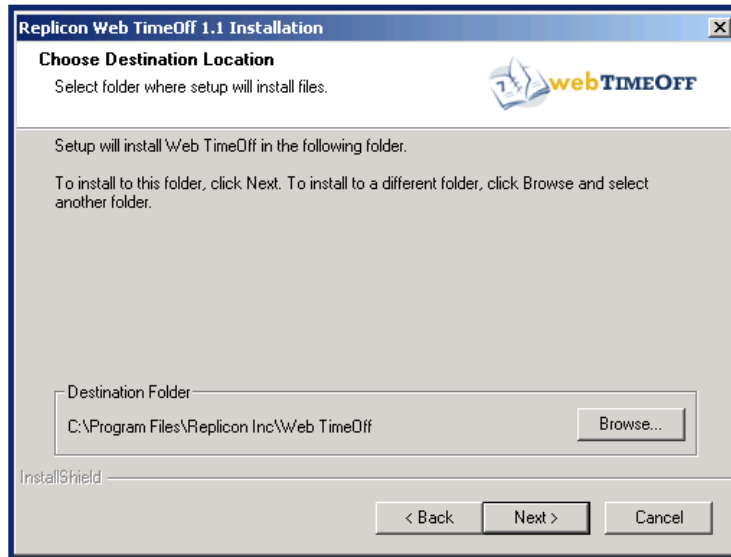 Replicon Web TimeOff 1.1 Installation
Choose Destination Location
Select folder where setup will install files.
webTIMEOFF
Setup will install Web TimeOff in the following folder.
To install to this folder, click Next. To install to a different folder, click Browse and select
another folder.
Destination Folder
C:\Program Files\Replicon Inc\Web TimeOff
Browse...
InstallShield
< Back
Next >
Cancel